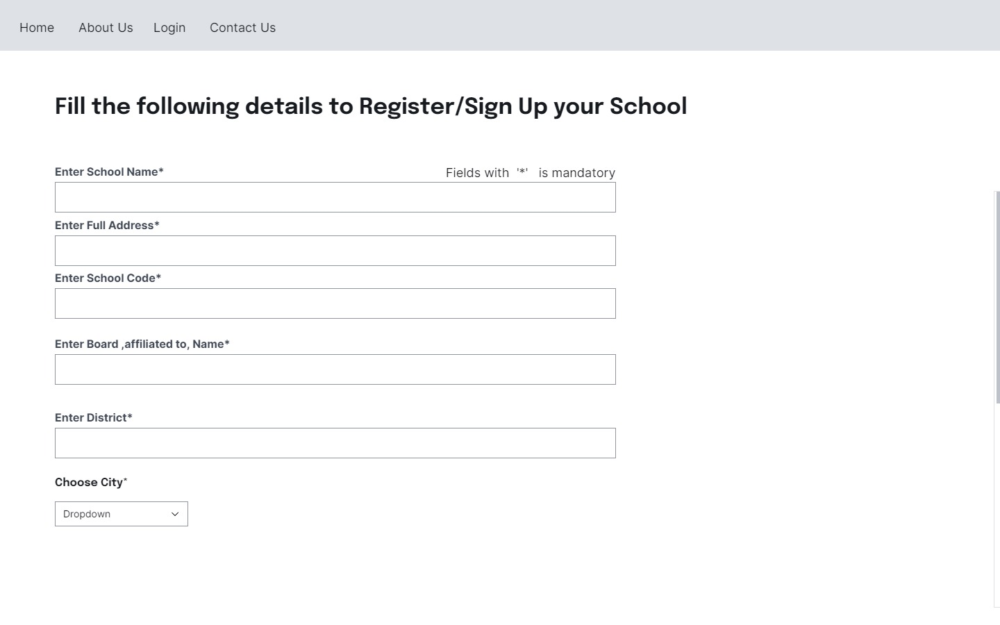 Home About Us Login Contact Us
Fill the following details to Register/Sign Up your School
Enter School Name* Fields with '*' is mandatory
Enter Full Address*
Enter School Code*
Enter Board ,affiliated to, Name*
Enter District*
Choose City*
Dropdown